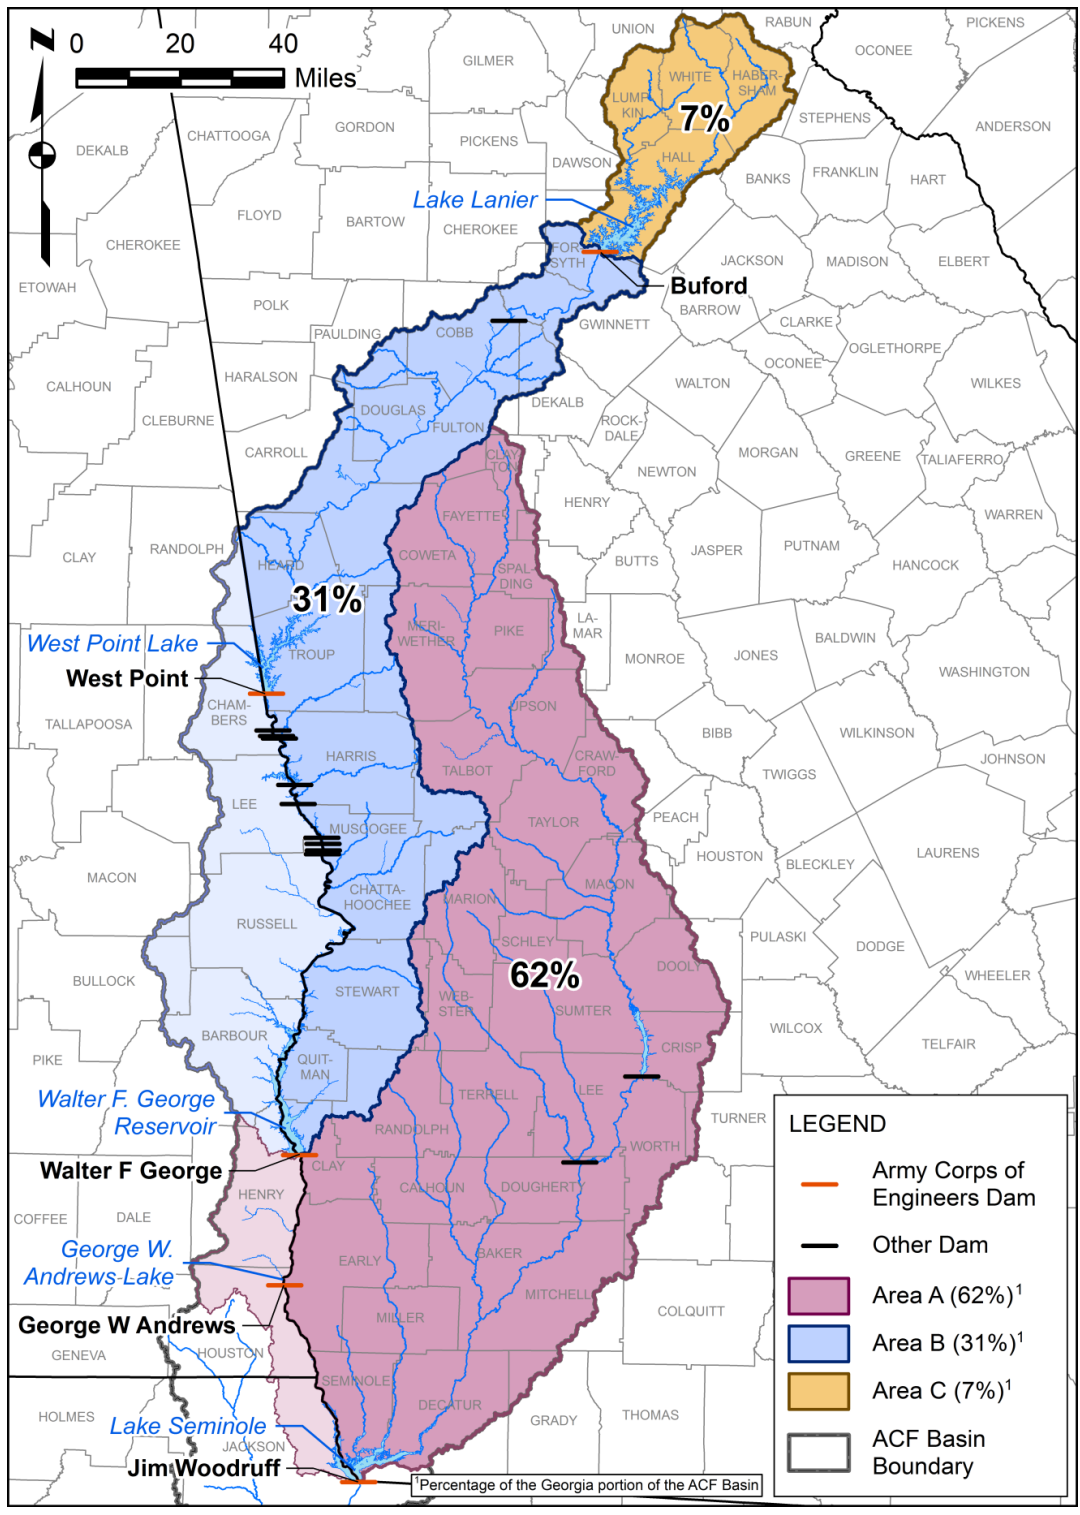 N
0 20 40
Miles
UNION
RABUN
PICKENS
OCONEE
GILMER
WHITE
HABER-
SHAM
LUMP
KIN
7%
STEPHENS
ANDERSON
CHATTOOGA
GORDON
PICKENS
DEKALB
DAWSON
HALL
BANKS
FRANKLIN
HART
Lake Lanier
FLOYD
BARTOW
CHEROKEE
CHEROKEE
FOR
SYTH
JACKSON
MADISON
ELBERT
ETOWAH
Buford
POLK
BARROW
PAULDING
COBB
GWINNETT
CLARKE
OGLETHORPE
OCONEE
CALHOUN
HARALSON
WALTON
WILKES
CLEBURNE
DOUGLAS
DEKALB
FULTON
ROCK-
DALE
CARROLL
CLAY
TON
NEWTON
MORGAN
GREENE
TALIAFERRO
HENRY
FAYETTE
WARREN
CLAY
RANDOLPH
HEARD
COWETA
SPAL-
DING
BUTTS
JASPER
PUTNAM
HANCOCK
31%
MERI-
WETHER
PIKE
LA-
MAR
BALDWIN
West Point Lake
TROUP
MONROE
JONES
WASHINGTON
West Point
CHAM-
BERS
UPSON
TALLAPOOSA
BIBB
WILKINSON
HARRIS
TALBOT
CRAW-
FORD
TWIGGS
JOHNSON
LEE
MUSCOGEE
TAYLOR
PEACH
HOUSTON
BLECKLEY
LAURENS
MACON
CHATTA-
HOOCHEE
MARION
MACON
RUSSELL
SCHLEY
PULASKI
DODGE
62%
DOOLY
BULLOCK
STEWART
WEB-
STER
SUMTER
WHEELER
WILCOX
BARBOUR
QUIT-
MAN
CRISP
TELFAIR
PIKE
Walter F. George
Reservoir
TERRELL
LEE
TURNER
RANDOLPH
WORTH
Walter F George
CLAY
CALHOUN
DOUGHERTY
HENRY
COFFEE
DALE
George W.
Andrews Lake
EARLY
BAKER
MITCHELL
COLQUITT
George W Andrews
MILLER
GENEVA
HOUSTON
SEMINOLE
DECATUR
HOLMES
Lake Seminole
GRADY
THOMAS
JACKSON
Jim Woodruff
1Percentage of the Georgia portion of the ACF Basin
LEGEND
Army Corps of
Engineers Dam
Other Dam
Area A (62%)1
Area B (31%)1
Area C (7%)1
ACF Basin
Boundary